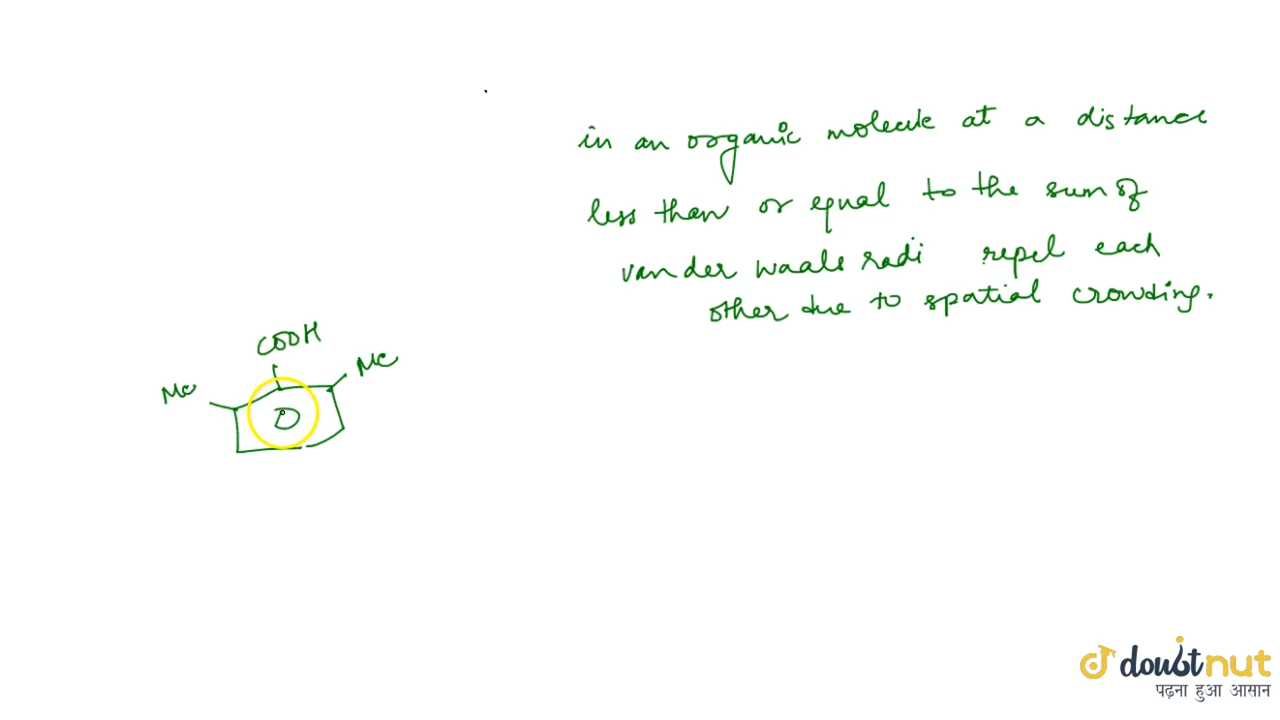 in an organic molecule at a distance
less than or equal to the sum of
van der waals radi repel each
other due to spatial crowding.
COOH
Me
Me
doubtnut
पढ़ना हुआ आसान